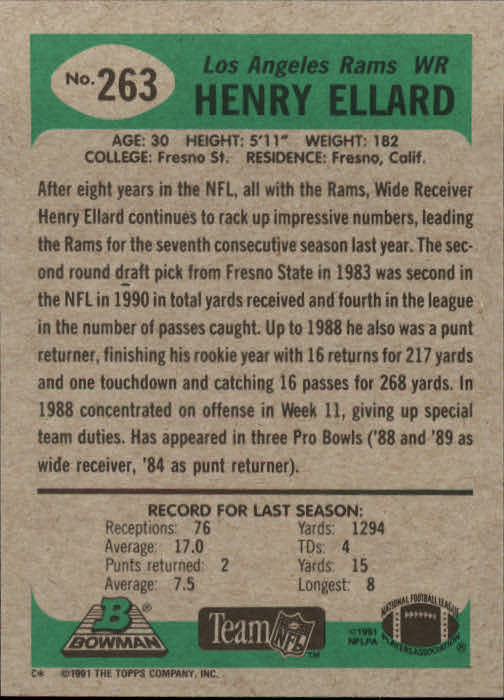 No. 263
Los Angeles Rams WR
HENRY ELLARD
AGE: 30 HEIGHT: 5'11" WEIGHT: 182
COLLEGE: Fresno St. RESIDENCE: Fresno, Calif.
After eight years in the NFL, all with the Rams, Wide Receiver
Henry Ellard continues to rack up impressive numbers, leading
the Rams for the seventh consecutive season last year. The sec-
ond round draft pick from Fresno State in 1983 was second in
the NFL in 1990 in total yards received and fourth in the league
in the number of passes caught. Up to 1988 he also was a punt
returner, finishing his rookie year with 16 returns for 217 yards
and one touchdown and catching 16 passes for 268 yards. In
1988 concentrated on offense in Week 11, giving up special
team duties. Has appeared in three Pro Bowls ('88 and '89 as
wide receiver, '84 as punt returner).
RECORD FOR LAST SEASON:
Receptions: 76 Yards: 1294
Average: 17.0 TDs: 4
Punts returned: 2 Yards: 15
Average: 7.5 Longest: 8
B
BOWMAN®
Team NFL™
©1991
NFLPA
NATIONAL FOOTBALL LEAGUE
PLAYERS ASSOCIATION®
C* ©1991 THE TOPPS COMPANY, INC.